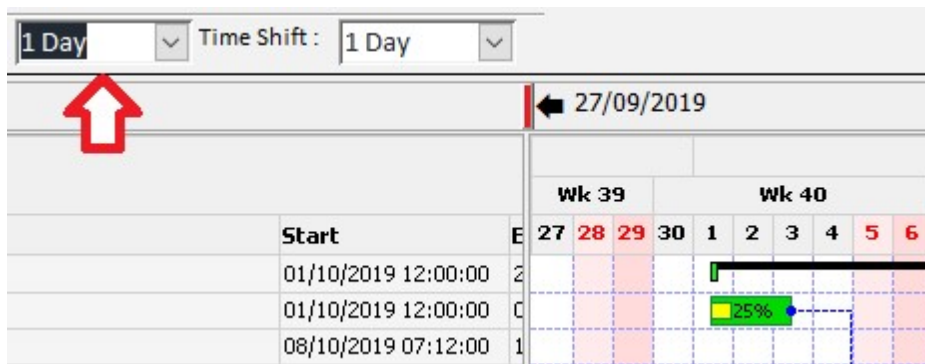 1 Day Time Shift : 1 Day
27/09/2019
Wk 39 Wk 40
Start E 27 28 29 30 1 2 3 4 5 6
01/10/2019 12:00:00 2
01/10/2019 12:00:00 25%
08/10/2019 07:12:00 1